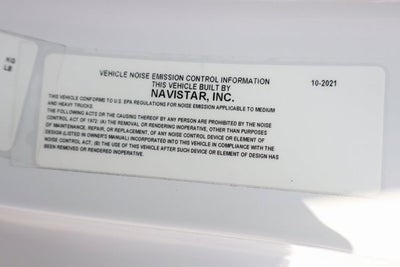 KG
LB
VEHICLE NOISE EMISSION CONTROL INFORMATION
10-2021
THIS VEHICLE BUILT BY
NAVISTAR, INC.
THIS VEHICLE CONFORMS TO U.S. EPA REGULATIONS FOR NOISE EMISSION APPLICABLE TO MEDIUM
AND HEAVY TRUCKS.
THE FOLLOWING ACTS OR THE CAUSING THEREOF BY ANY PERSON ARE PROHIBITED BY THE NOISE
CONTROL ACT OF 1972: (A) THE REMOVAL OR RENDERING INOPERATIVE, OTHER THAN PURPOSES
OF MAINTENANCE, REPAIR, OR REPLACEMENT, OF ANY NOISE CONTROL DEVICE OR ELEMENT OF
DESIGN (LISTED IN OWNER'S MANUAL) INCORPORATED INTO THIS VEHICLE IN COMPLIANCE WITH
NOISE CONTROL ACT, (B) THE USE OF THIS VEHICLE AFTER SUCH DEVICE OR ELEMENT OF DESIGN HAS
BEEN REMOVED OR RENDERED INOPERATIVE.